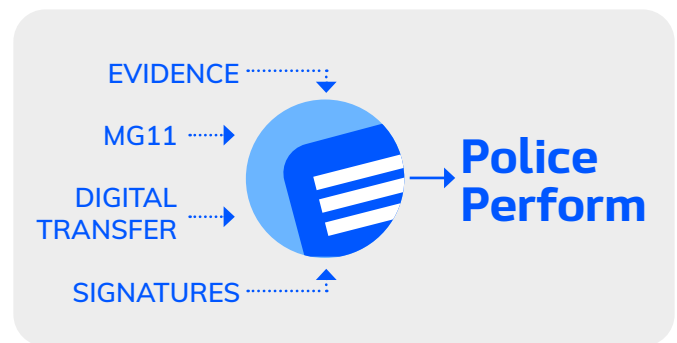 EVIDENCE
MG11
DIGITAL
TRANSFER
SIGNATURES
Police
Perform